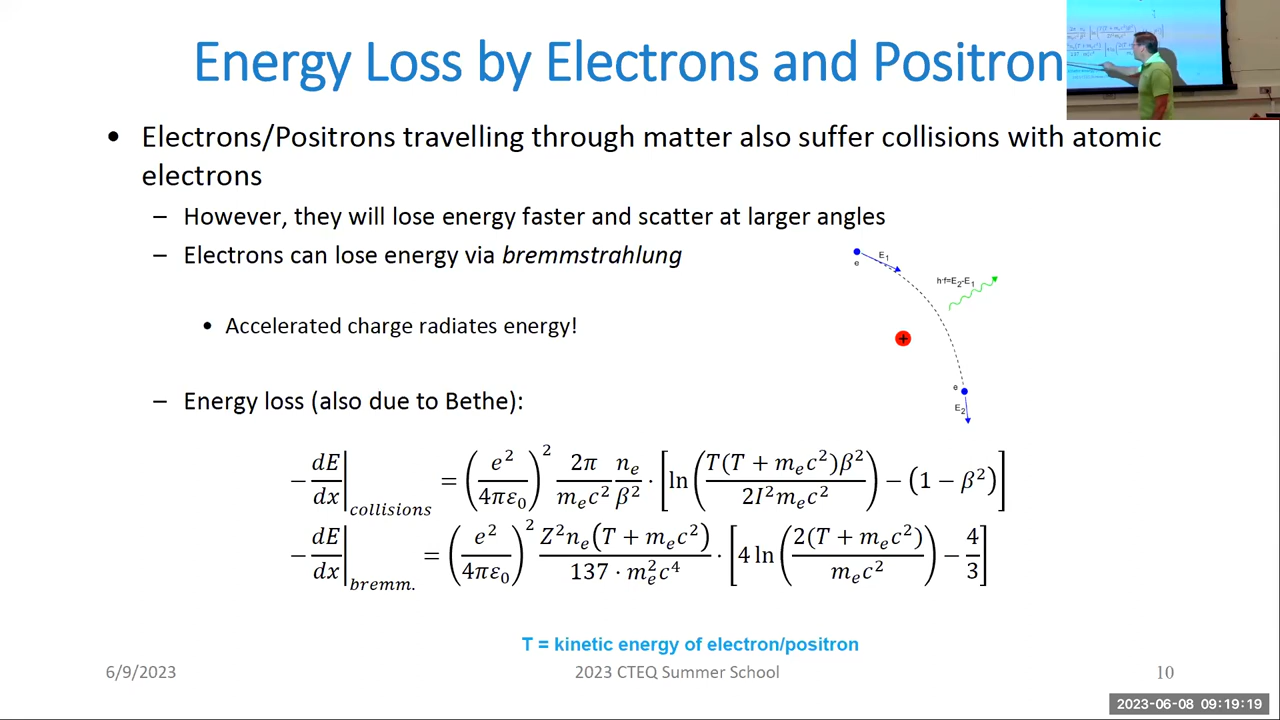 Energy Loss by Electrons and Positron
• Electrons/Positrons travelling through matter also suffer collisions with atomic
electrons
– However, they will lose energy faster and scatter at larger angles
– Electrons can lose energy via bremmstrahlung
e E₁
h·f=E₂-E₁
• Accelerated charge radiates energy!
+
e
E₂
– Energy loss (also due to Bethe):
−dE/dx|collisions = (e²/4πε₀)² 2π/mₑc² nₑ/β² · [ln(T(T + mₑc²)β²/2I²mₑc²) − (1 − β²)]
−dE/dx|bremm. = (e²/4πε₀)² Z²nₑ(T + mₑc²)/137 · mₑ²c⁴ · [4 ln(2(T + mₑc²)/mₑc²) − 4/3]
T = kinetic energy of electron/positron
6/9/2023 2023 CTEQ Summer School 10
2023-06-08 09:19:19